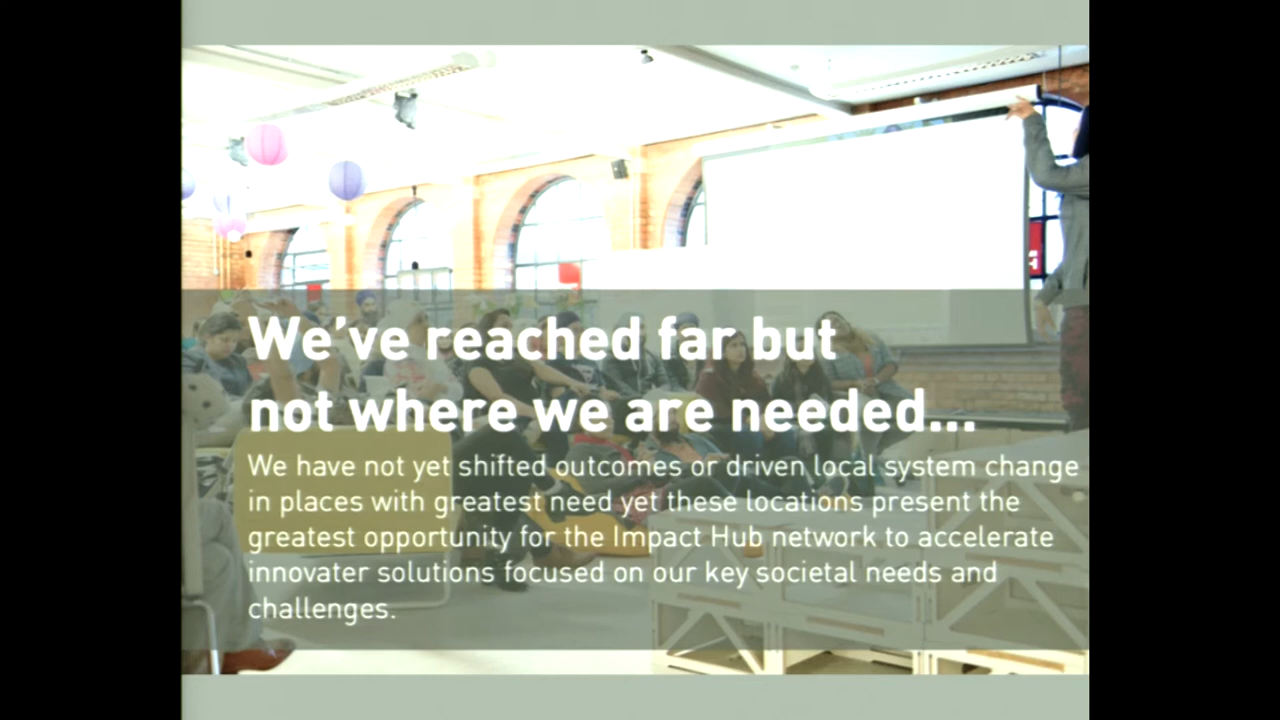 We've reached far but
not where we are needed...
We have not yet shifted outcomes or driven local system change
in places with greatest need yet these locations present the
greatest opportunity for the Impact Hub network to accelerate
innovater solutions focused on our key societal needs and
challenges.